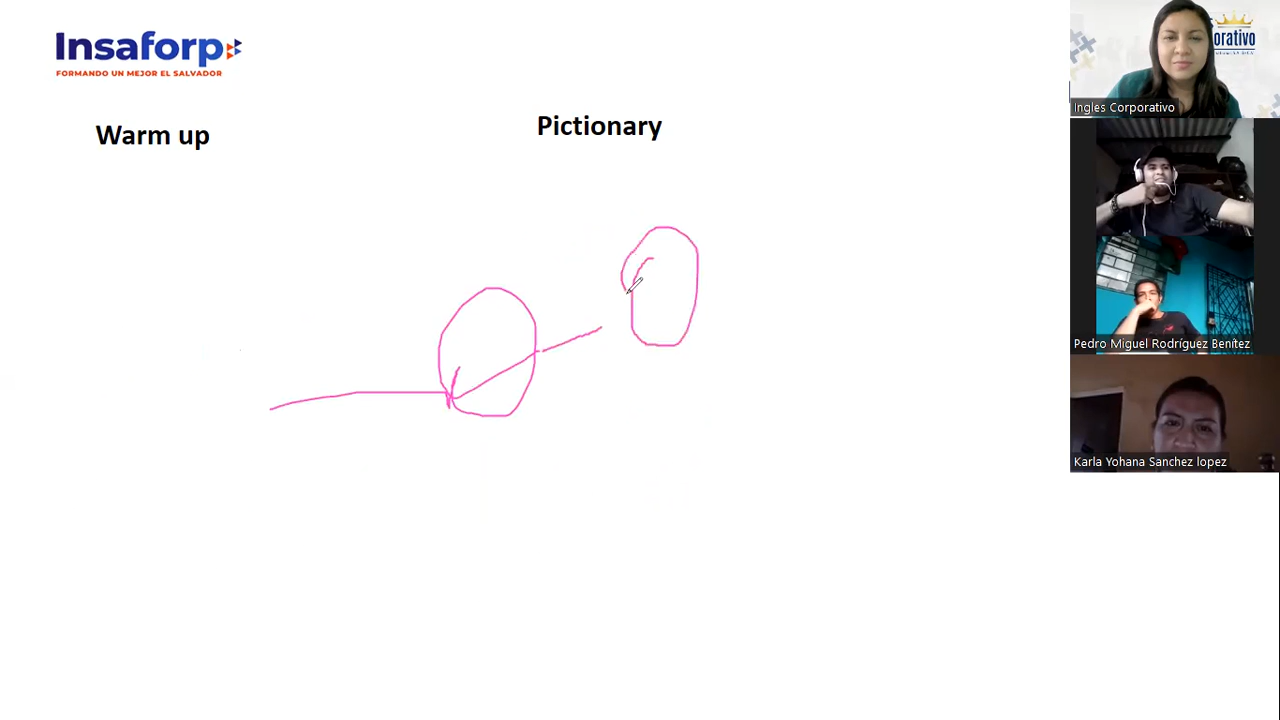 Insaforp
FORMANDO UN MEJOR EL SALVADOR
Warm up
Pictionary
orativo
Ingles Corporativo
Pedro Miguel Rodríguez Benítez
Karla Yohana Sanchez lopez